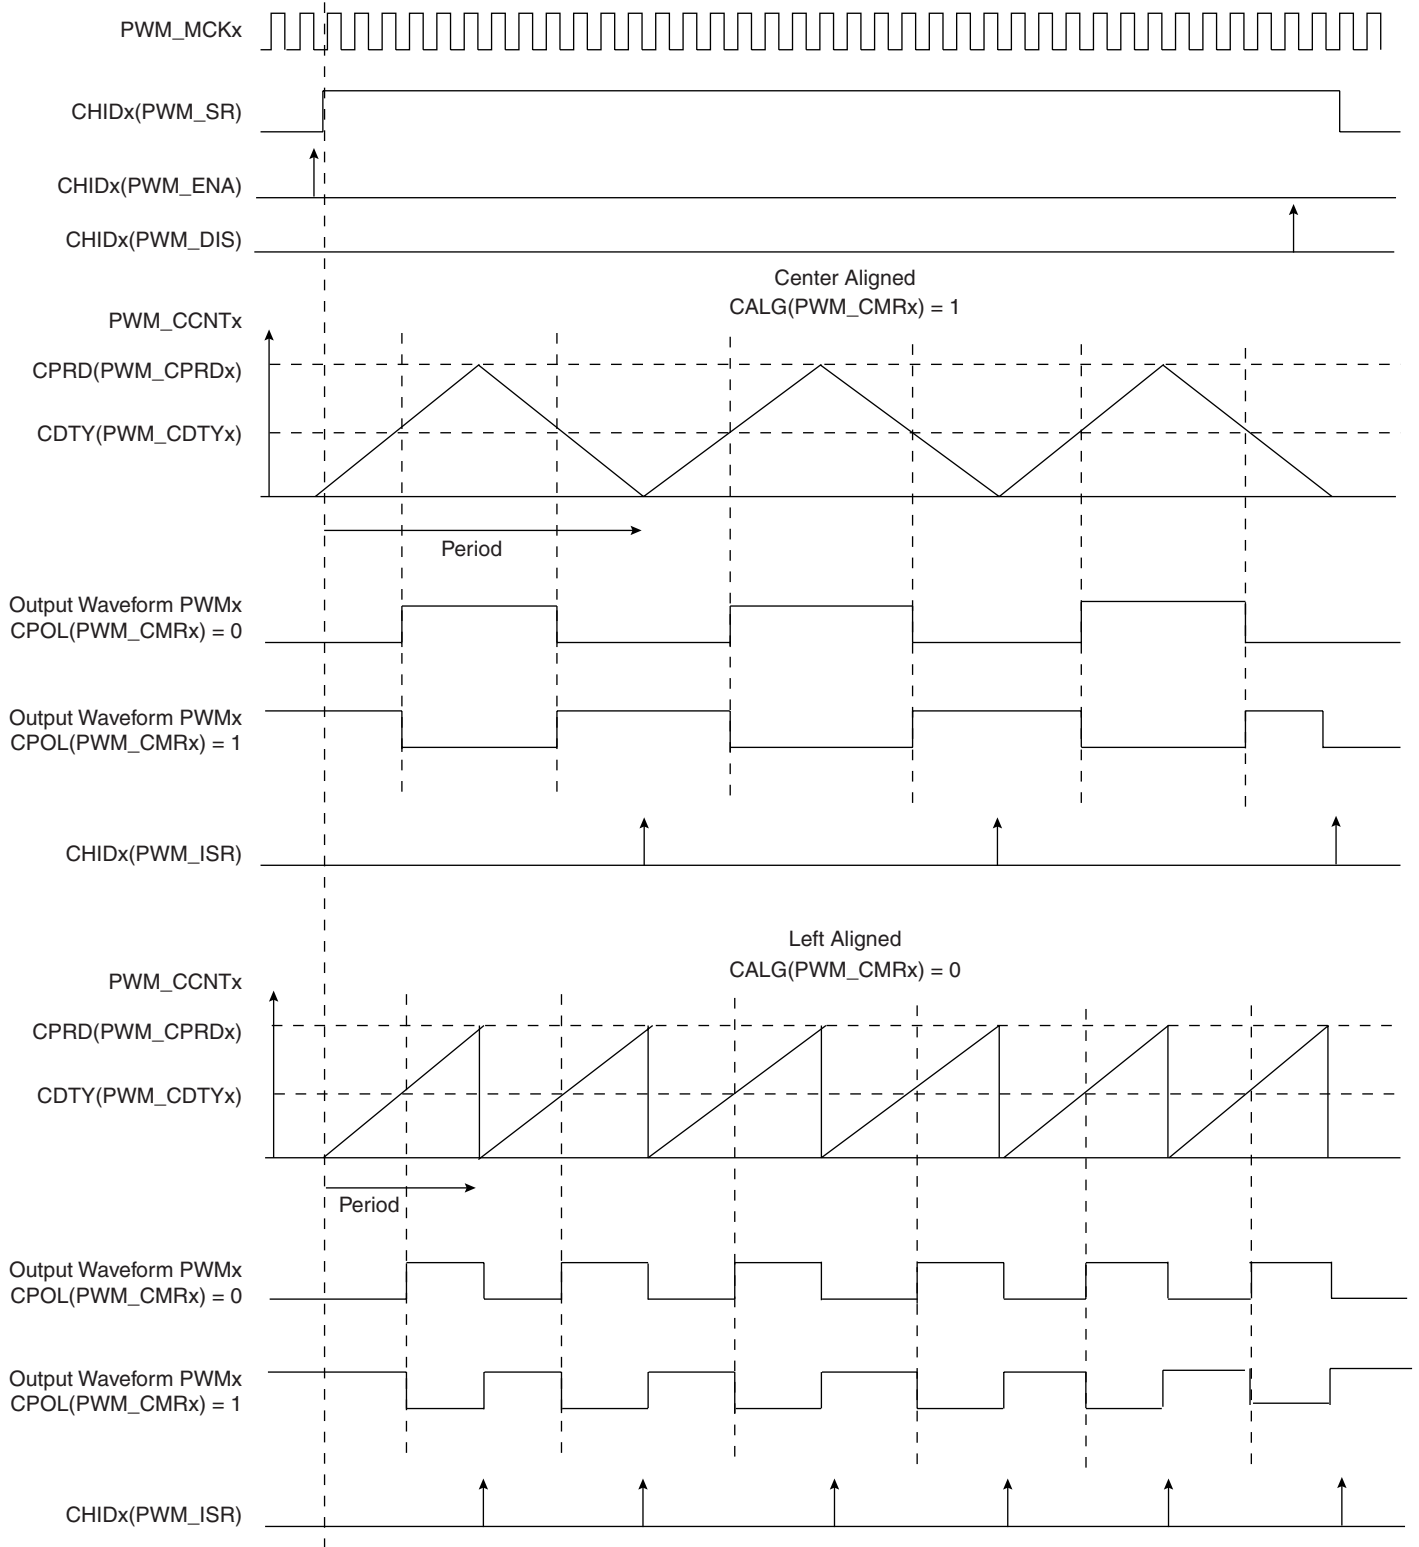 PWM_MCKx
CHIDx(PWM_SR)
CHIDx(PWM_ENA)
CHIDx(PWM_DIS)
Center Aligned
CALG(PWM_CMRx) = 1
PWM_CCNTx
CPRD(PWM_CPRDx)
CDTY(PWM_CDTYx)
Period
Output Waveform PWMx
CPOL(PWM_CMRx) = 0
Output Waveform PWMx
CPOL(PWM_CMRx) = 1
CHIDx(PWM_ISR)
Left Aligned
CALG(PWM_CMRx) = 0
PWM_CCNTx
CPRD(PWM_CPRDx)
CDTY(PWM_CDTYx)
Period
Output Waveform PWMx
CPOL(PWM_CMRx) = 0
Output Waveform PWMx
CPOL(PWM_CMRx) = 1
CHIDx(PWM_ISR)